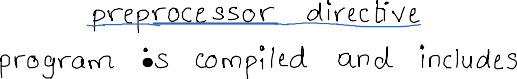 preprocessor directive
program is compiled and includes